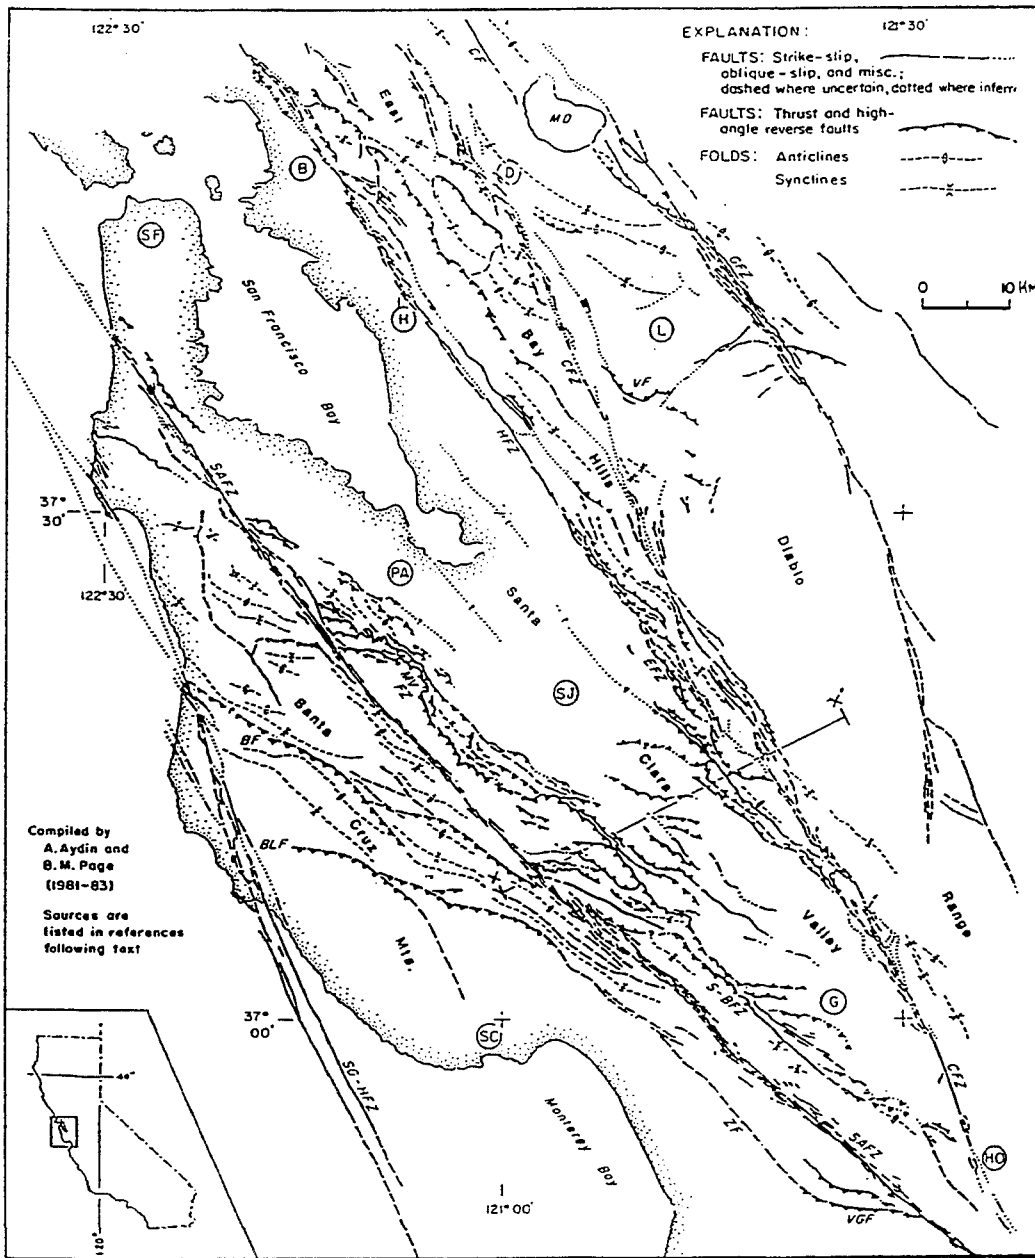 122° 30'
121° 30'
EXPLANATION:
FAULTS: Strike-slip,
oblique-slip, and misc.;
dashed where uncertain, dotted where inferr
FAULTS: Thrust and high-
angle reverse faults
FOLDS: Anticlines
Synclines
0 10 Km
CF
MD
East
B
D
SF
CFZ
San Francisco
Bay
H
Bay
L
CFZ
VF
HFZ
Hills
SAFZ
37°
30'
122° 30'
PA
Santa
Diablo
EFZ
MV
FZ
SJ
X'
Santa
BF
Clara
Cruz
BLF
Compiled by
A. Aydin and
B. M. Page
(1981-83)
Sources are
listed in references
following text
Mts.
Valley
Range
S-BFZ
G
37°
00'
SC
SG-HFZ
CFZ
Monterey
Bay
ZF
SAFZ
HO
121° 00'
VGF
40°
120°